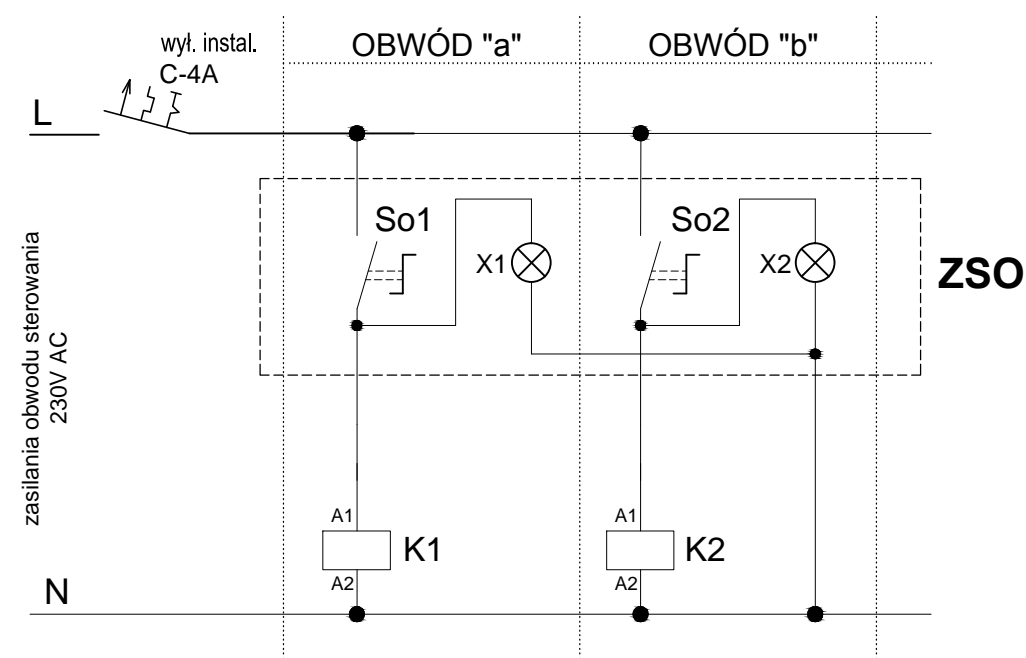 wył. instal.
C-4A
OBWÓD "a"
OBWÓD "b"
L
So1
X1
So2
X2
ZSO
zasilania obwodu sterowania
230V AC
A1
K1
A2
A1
K2
A2
N